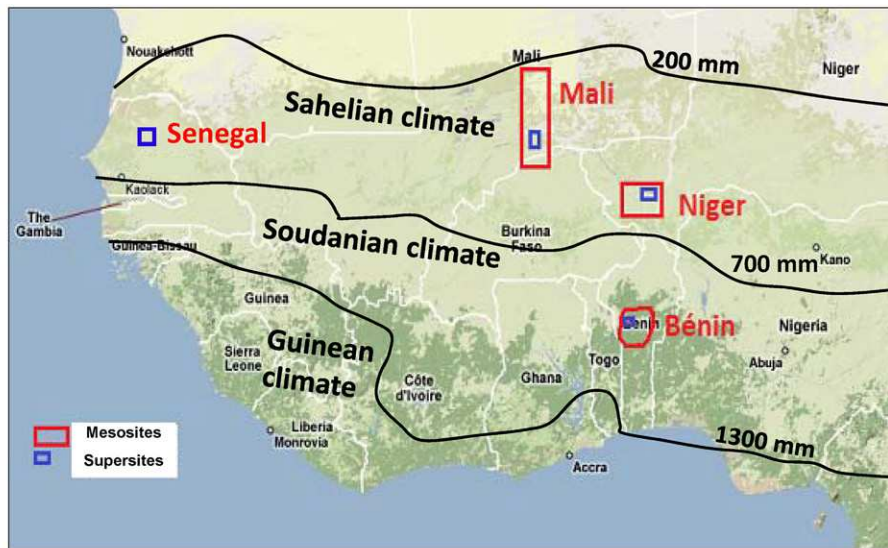 Nouakshott
Mali
200 mm
Niger
Mali
Sahelian climate
Senegal
Kaolack
The
Gambia
Niger
Burkina
Faso
Soudanian climate
Guinea-Bissau
700 mm
Kano
Guinea
Bénin
Bénin
Nigeria
Guinean
climate
Sierra
Leone
Togo
Abuja
Ghana
Côte
d'Ivoire
Liberia
Monrovia
1300 mm
Accra
Mesosites
Supersites